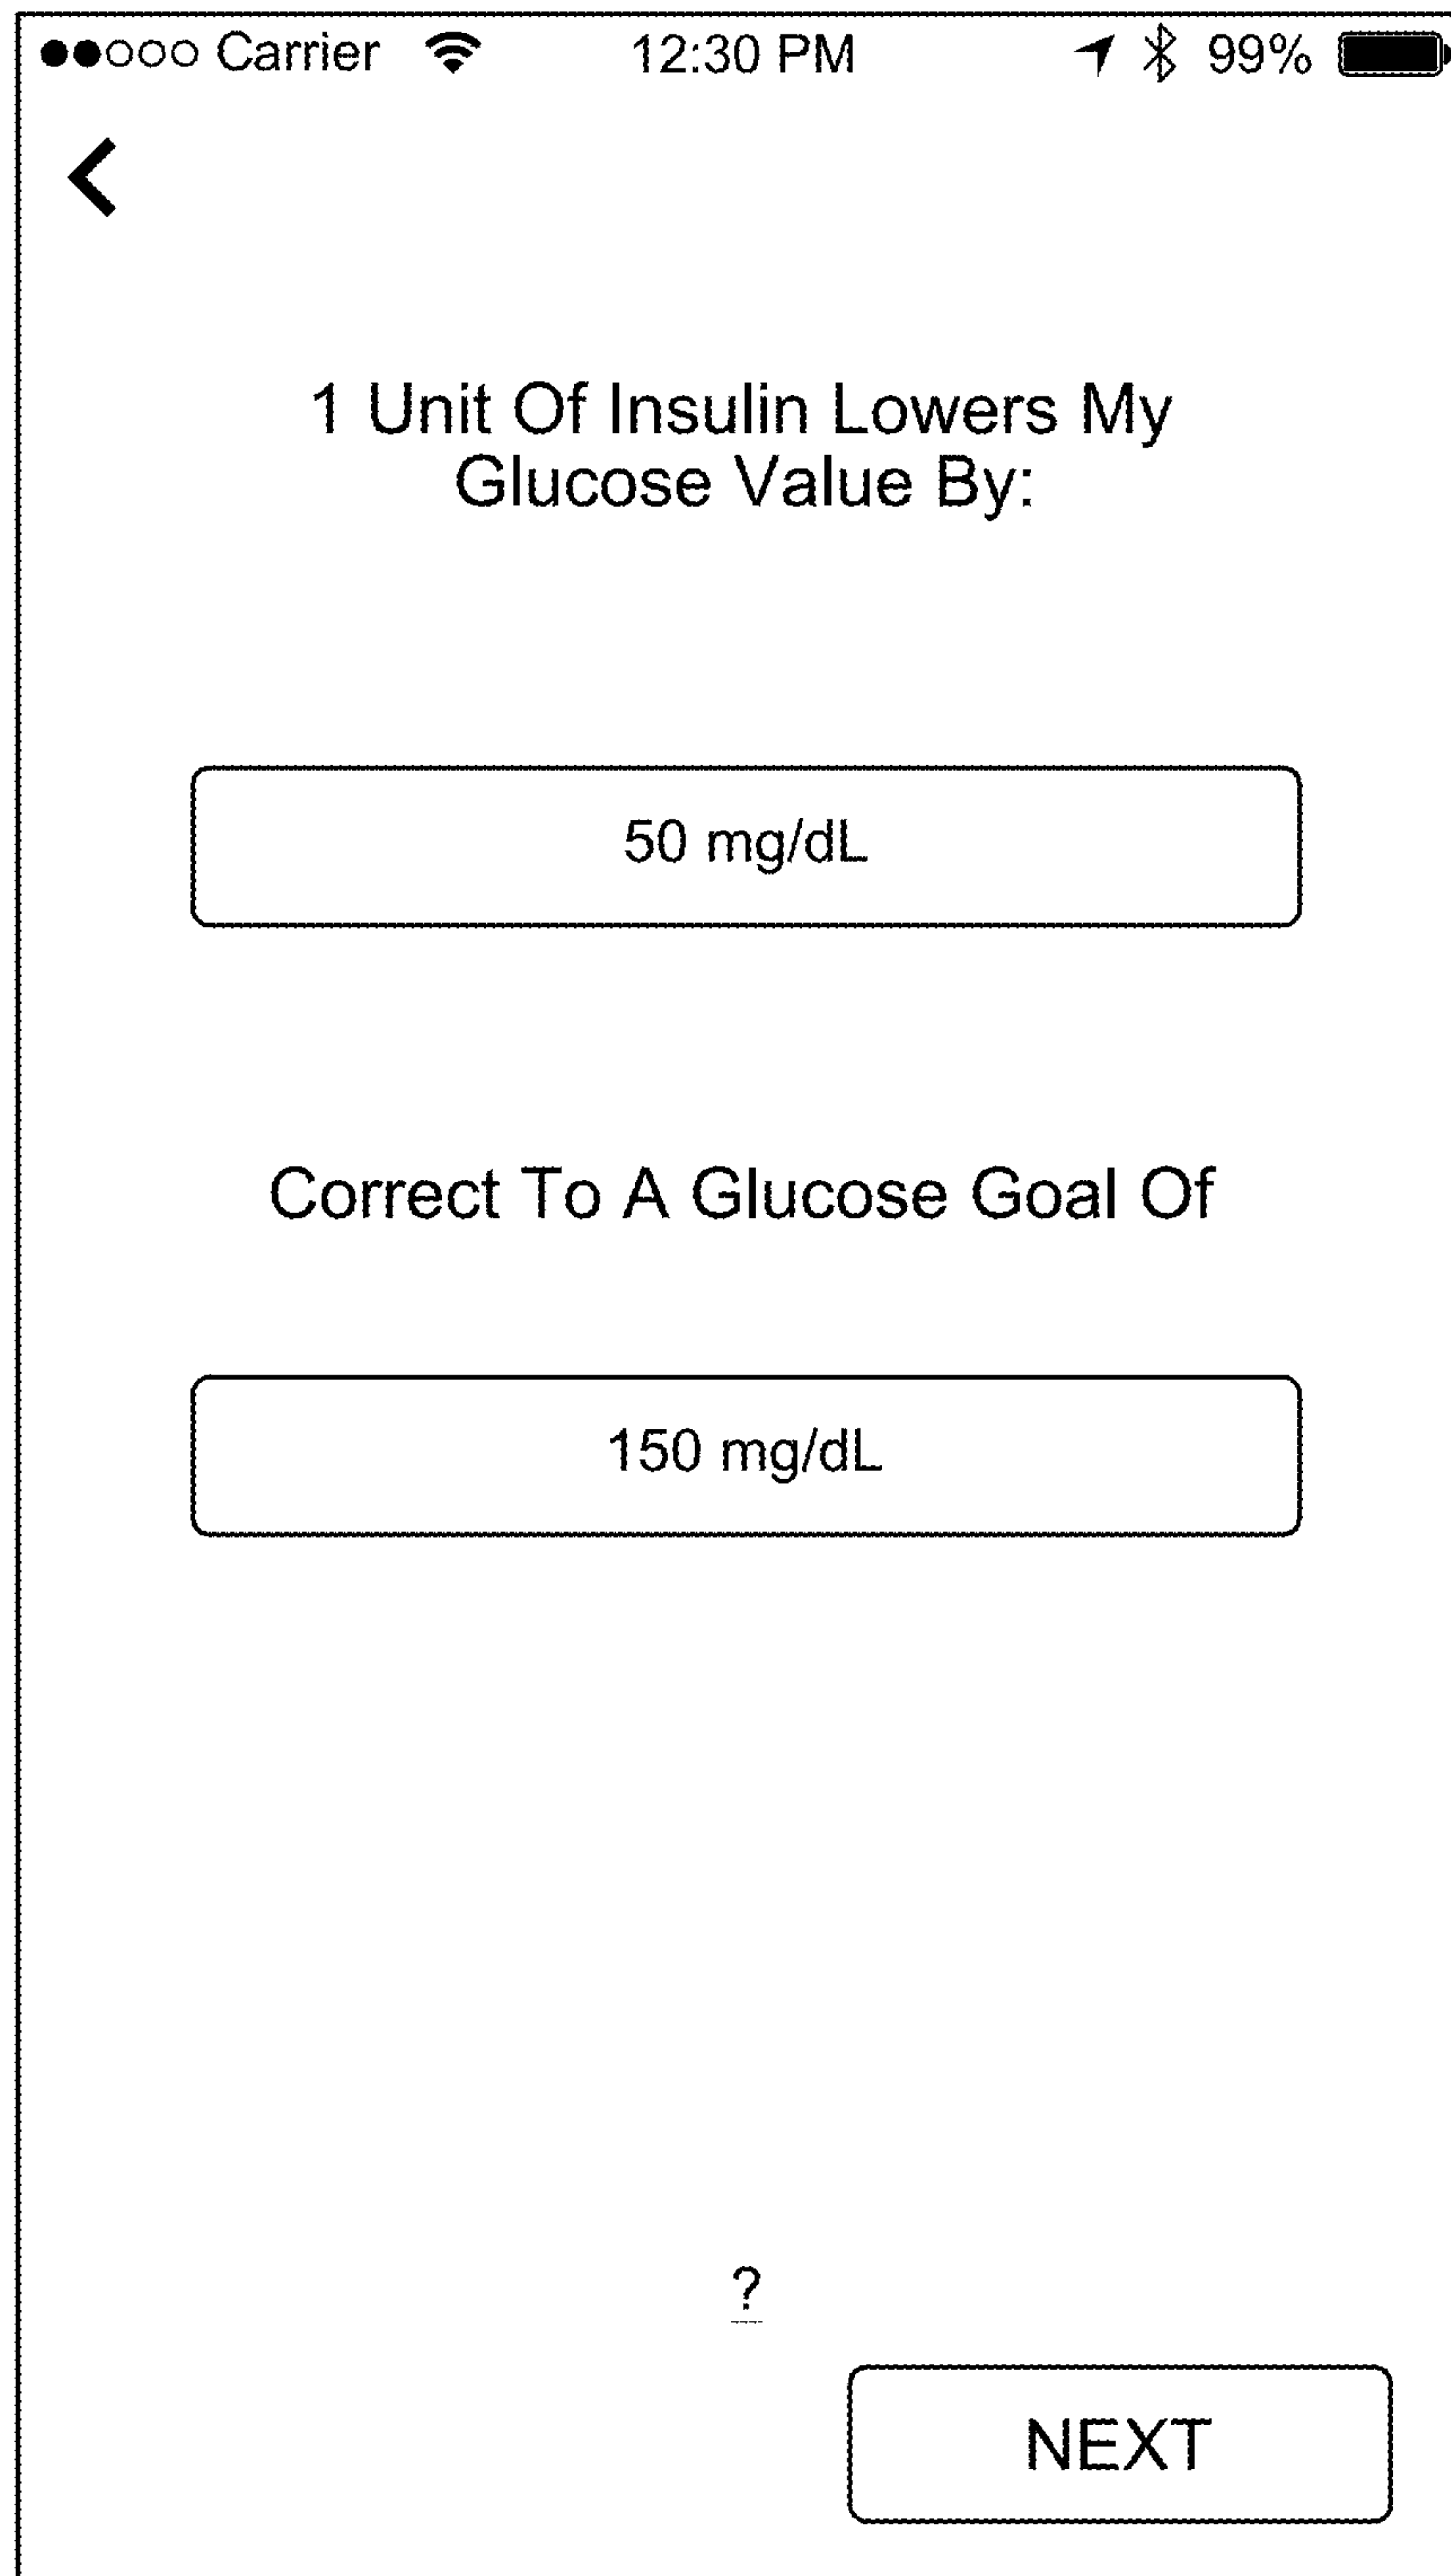 Carrier 12:30 PM 99%
1 Unit Of Insulin Lowers My
Glucose Value By:
50 mg/dL
Correct To A Glucose Goal Of
150 mg/dL
?
NEXT